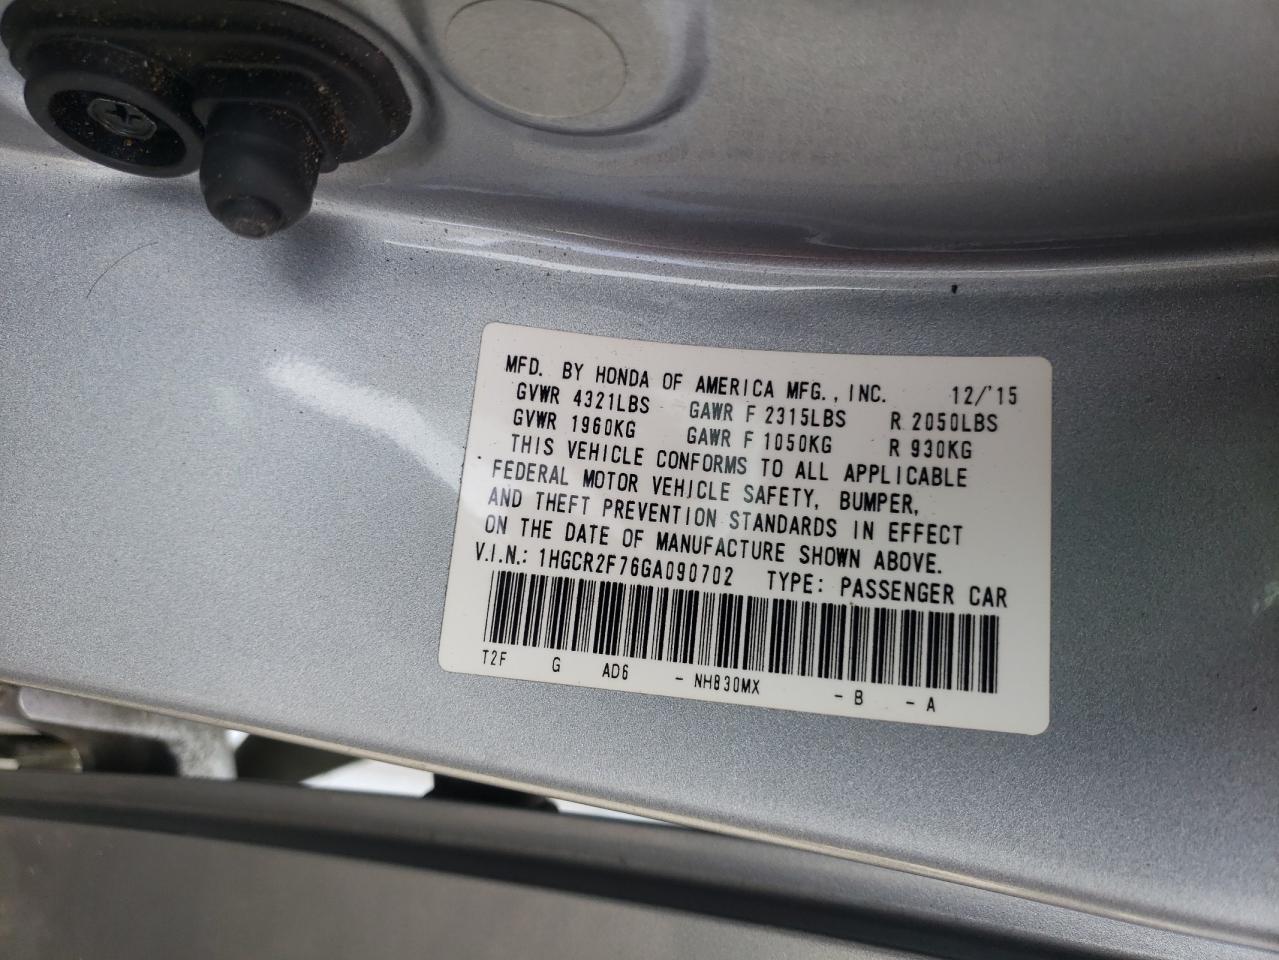 MFD. BY HONDA OF AMERICA MFG., INC. 12/'15
GVWR 4321LBS GAWR F 2315LBS R 2050LBS
GVWR 1960KG GAWR F 1050KG R 930KG
THIS VEHICLE CONFORMS TO ALL APPLICABLE
FEDERAL MOTOR VEHICLE SAFETY, BUMPER,
AND THEFT PREVENTION STANDARDS IN EFFECT
ON THE DATE OF MANUFACTURE SHOWN ABOVE.
V.I.N.: 1HGCR2F76GA090702 TYPE: PASSENGER CAR
T2F G AD6 - NH830MX - B - A